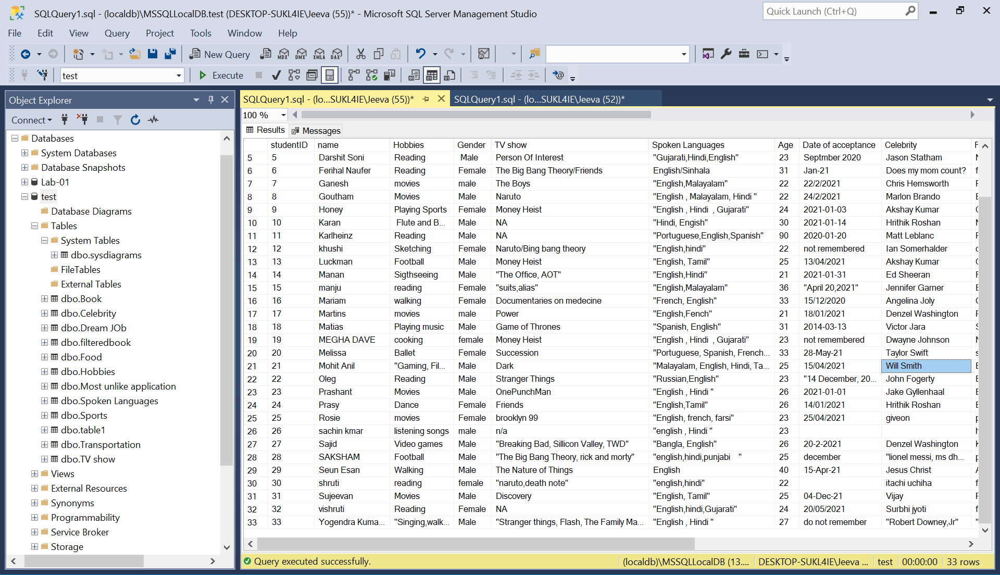 SQLQuery1.sql - (localdb)\MSSQLLocalDB.test (DESKTOP-SUKL4IE\Jeeva (55))* - Microsoft SQL Server Management Studio
Quick Launch (Ctrl+Q)
File Edit View Query Project Tools Window Help
New Query MDX DMX XMLA DAX
test Execute
Object Explorer
SQLQuery1.sql - (lo...SUKL4IE\Jeeva (55))*
SQLQuery1.sql - (lo...SUKL4IE\Jeeva (52))*
Connect
100 %
Results Messages
Databases
System Databases
Database Snapshots
Lab-01
test
Database Diagrams
Tables
System Tables
dbo.sysdiagrams
FileTables
External Tables
dbo.Book
dbo.Celebrity
dbo.Dream JOb
dbo.filteredbook
dbo.Food
dbo.Hobbies
dbo.Most unlike application
dbo.Spoken Languages
dbo.Sports
dbo.table1
dbo.Transportation
dbo.TV show
Views
External Resources
Synonyms
Programmability
Service Broker
Storage
studentID name Hobbies Gender TV show Spoken Languages Age Date of acceptance Celebrity
5 5 Darshit Soni Reading Male Person Of Interest "Gujarati,Hindi,English" 23 Septmber 2020 Jason Statham
6 6 Ferihal Naufer Reading Female The Big Bang Theory/Friends English/Sinhala 31 Jan-21 Does my mom count? f
7 7 Ganesh movies male The Boys "English,Malayalam" 22 22/2/2021 Chris Hemsworth
8 8 Goutham Movies Male Naruto "English , Malayalam, Hindi " 22 24/2/2021 Marlon Brando
9 9 Honey Playing Sports Female Money Heist "English , Hindi , Gujarati" 24 2021-01-03 Akshay Kumar
10 10 Karan Flute and B... Male NA "Hindi, Engish" 30 2021-01-14 Hrithik Roshan
11 11 Karlheinz Reading Male NA "Portuguese,English,Spanish" 90 2020-01-20 Matt Leblanc
12 12 khushi Sketching Female Naruto/Bing bang theory "English,hindi" 22 not remembered Ian Somerhalder
13 13 Luckman Football Male Money Heist "English, Tamil" 25 13/04/2021 Akshay Kumar
14 14 Manan Sigthseeing Male "The Office, AOT" "English,Hindi" 21 2021-01-31 Ed Sheeran
15 15 manju reading Female "suits,alias" "English,Malayalam" 36 "April 20,2021" Jennifer Garner
16 16 Mariam walking Female Documentaries on medecine "French, English" 33 15/12/2020 Angelina Joly
17 17 Martins movies male Power "English,Fench" 21 18/01/2021 Denzel Washington
18 18 Matias Playing music Male Game of Thrones "Spanish, English" 31 2014-03-13 Victor Jara
19 19 MEGHA DAVE cooking female Money Heist "English , Hindi , Gujarati" 23 not remembered Dwayne Johnson
20 20 Melissa Ballet Female Succession "Portuguese, Spanish, French... 33 28-May-21 Taylor Swift
21 21 Mohit Anil "Gaming, Fil... Male Dark "Malayalam, English, Hindi, Ta... 25 15/04/2021 Will Smith
22 22 Oleg Reading Male Stranger Things "Russian,English" 23 "14 December, 20... John Fogerty
23 23 Prashant Movies Male OnePunchMan "English , Hindi " 26 2021-01-01 Jake Gyllenhaal
24 24 Prasy Dance Female Friends "English,Tamil" 26 14/01/2021 Hrithik Roshan
25 25 Rosie movies Female brooklyn 99 "English, french, farsi" 23 25/04/2021 giveon
26 26 sachin kmar listening songs male n/a "english , Hindi " 23
27 27 Sajid Video games Male "Breaking Bad, Sillicon Valley, TWD" "Bangla, English" 26 20-2-2021 Denzel Washington
28 28 SAKSHAM Football Male "The Big Bang Theory, rick and morty" "english,hindi,punjabi " 25 december "lionel messi, ms dh...
29 29 Seun Esan Walking Male The Nature of Things English 40 15-Apr-21 Jesus Christ
30 30 shruti reading female "naruto,death note" "english,hindi" 22 itachi uchiha f
31 31 Sujeevan Movies Male Discovery "English, Tamil" 25 04-Dec-21 Vijay
32 32 vishruti Reading Female NA "English,hindi,Gujarati" 24 20/05/2021 Surbhi jyoti f
33 33 Yogendra Kuma... "Singing,walk... Male "Stranger things, Flash, The Family Ma... "English , Hindi " 27 do not remember "Robert Downey,Jr" "
Query executed successfully. (localdb)\MSSQLLocalDB (13.... DESKTOP-SUKL4IE\Jeeva ... test 00:00:00 33 rows